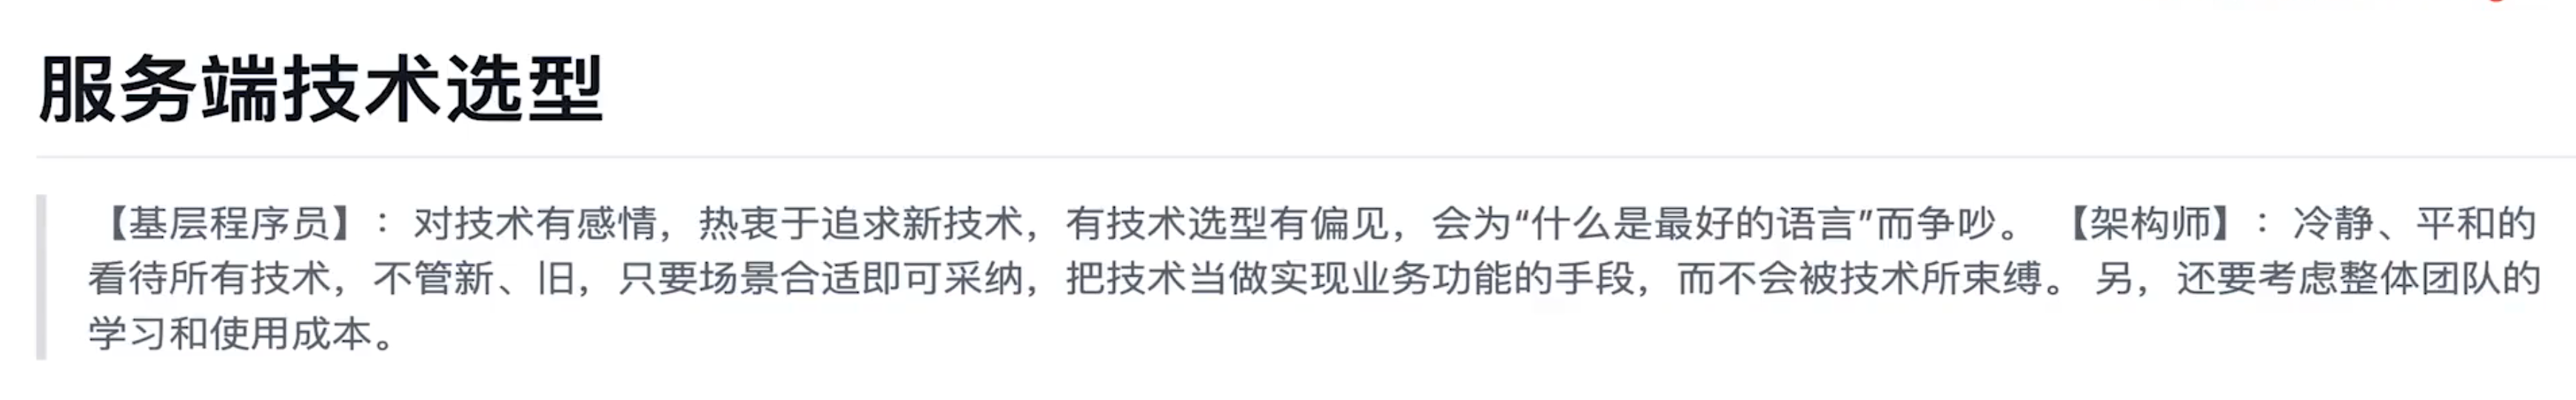 服务端技术选型
【基层程序员】：对技术有感情，热衷于追求新技术，有技术选型有偏见，会为“什么是最好的语言”而争吵。 【架构师】：冷静、平和的
看待所有技术，不管新、旧，只要场景合适即可采纳，把技术当做实现业务功能的手段，而不会被技术所束缚。 另，还要考虑整体团队的
学习和使用成本。